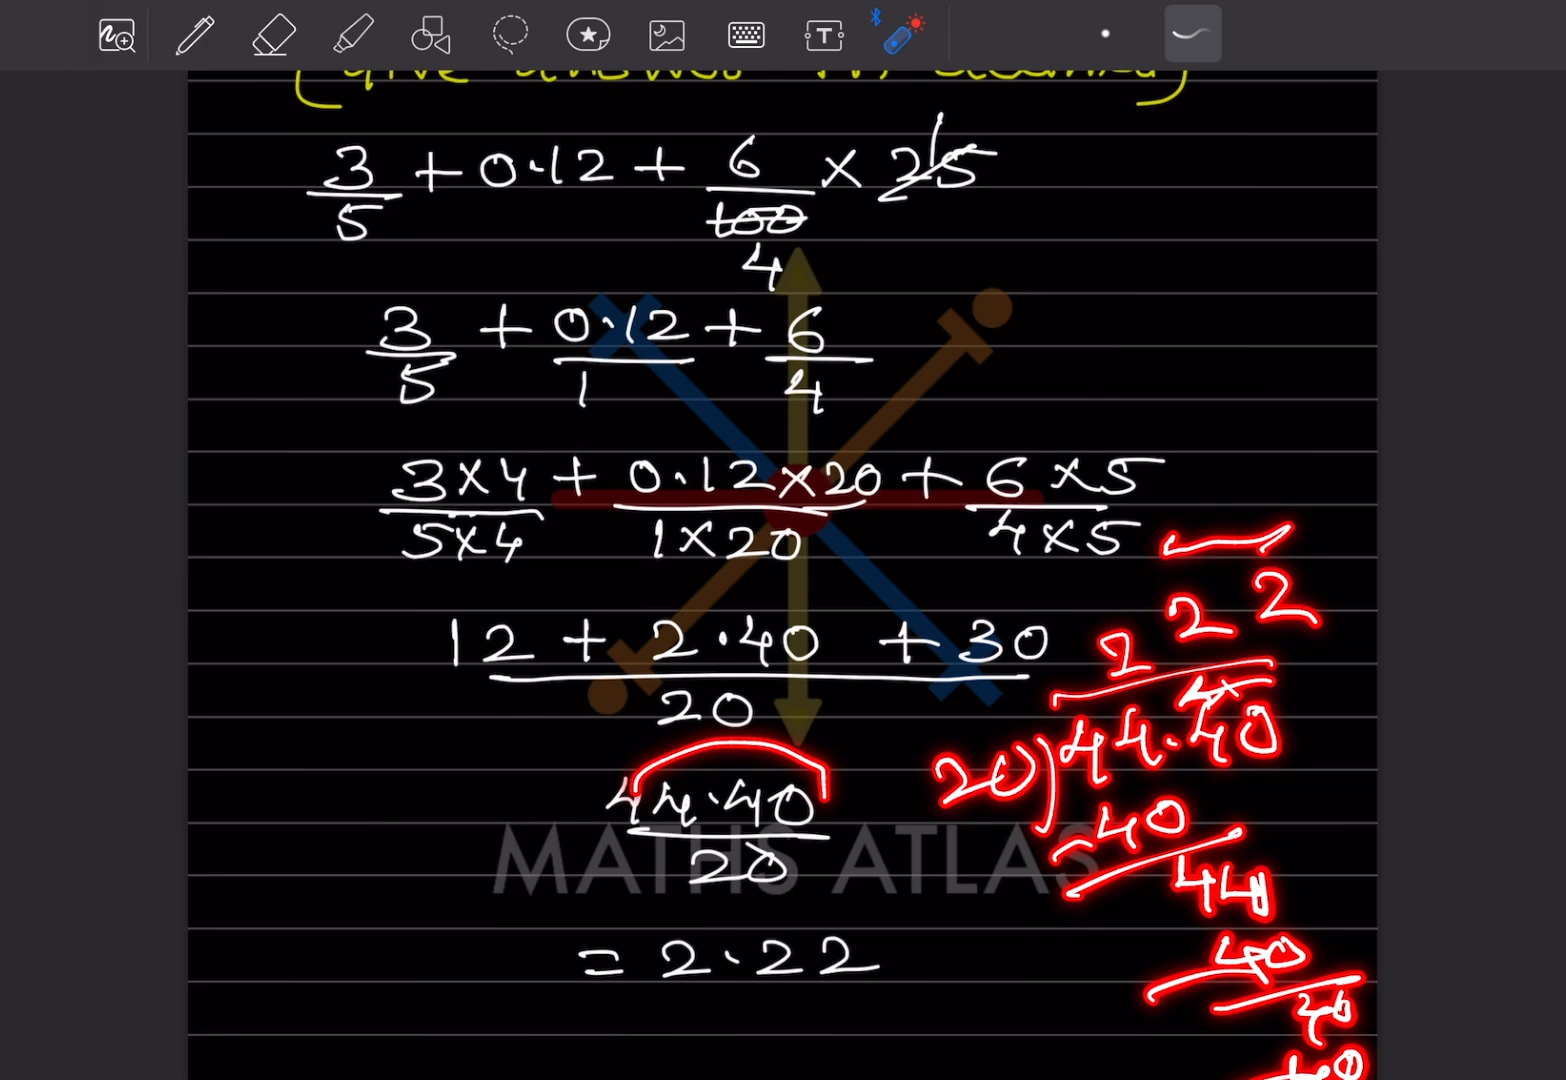 3/5 + 0.12 + 6/100 × 25
4
3/5 + 0.12/1 + 6/4
3×4/5×4 + 0.12×20/1×20 + 6×5/4×5
12 + 2.40 + 30
20
44.40
20
= 2.22
2 2 2
20)44.40
-40
44
40
40
40
MATHS ATLAS